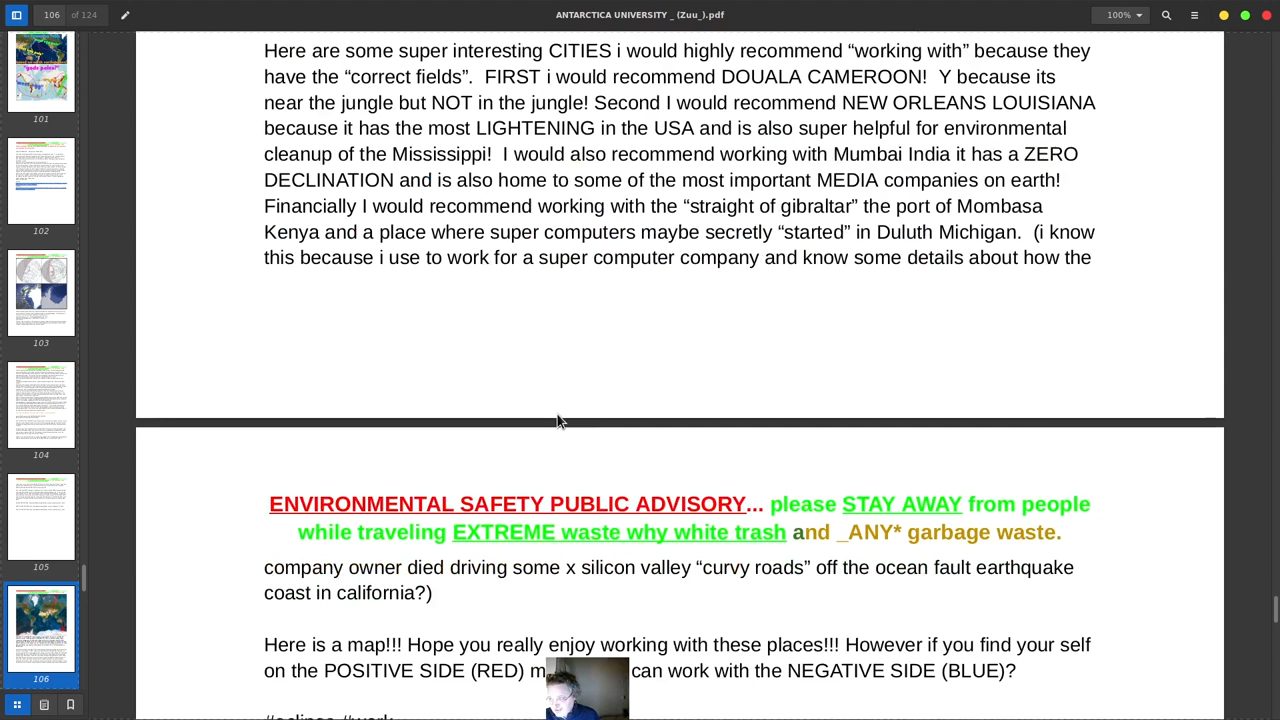 106 of 124
ANTARCTICA UNIVERSITY _ (Zuu_).pdf
100%
101
102
103
104
105
106
Here are some super interesting CITIES i would highly recommend “working with” because they
have the “correct fields”.  FIRST i would recommend DOUALA CAMEROON!  Y because its
near the jungle but NOT in the jungle! Second I would recommend NEW ORLEANS LOUISIANA
because it has the most LIGHTENING in the USA and is also super helpful for environmental
cleanup of the Mississippi. I would also recommend working with Mumbai India it has a ZERO
DECLINATION and is a home to some of the most important MEDIA companies on earth!
Financially I would recommend working with the “straight of gibraltar” the port of Mombasa
Kenya and a place where super computers maybe secretly “started” in Duluth Michigan.  (i know
this because i use to work for a super computer company and know some details about how the
ENVIRONMENTAL SAFETY PUBLIC ADVISORY... please STAY AWAY from people
while traveling EXTREME waste why white trash and _ANY* garbage waste.
company owner died driving some x silicon valley “curvy roads” off the ocean fault earthquake
coast in california?)
Here is a map!!! Hope you really enjoy working with these places!!! However if you find your self
on the POSITIVE SIDE (RED) can work with the NEGATIVE SIDE (BLUE)?
#eclipse #work